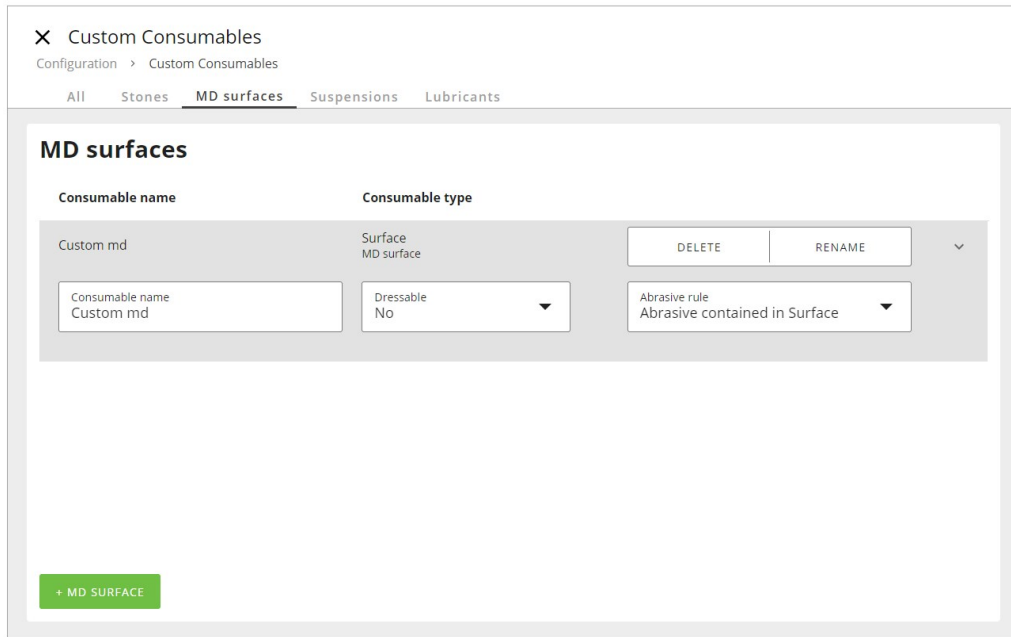 Custom Consumables
Configuration > Custom Consumables
All Stones MD surfaces Suspensions Lubricants
MD surfaces
Consumable name Consumable type
Custom md
Surface
MD surface
DELETE RENAME
Consumable name
Custom md
Dressable
No
Abrasive rule
Abrasive contained in Surface
+ MD SURFACE